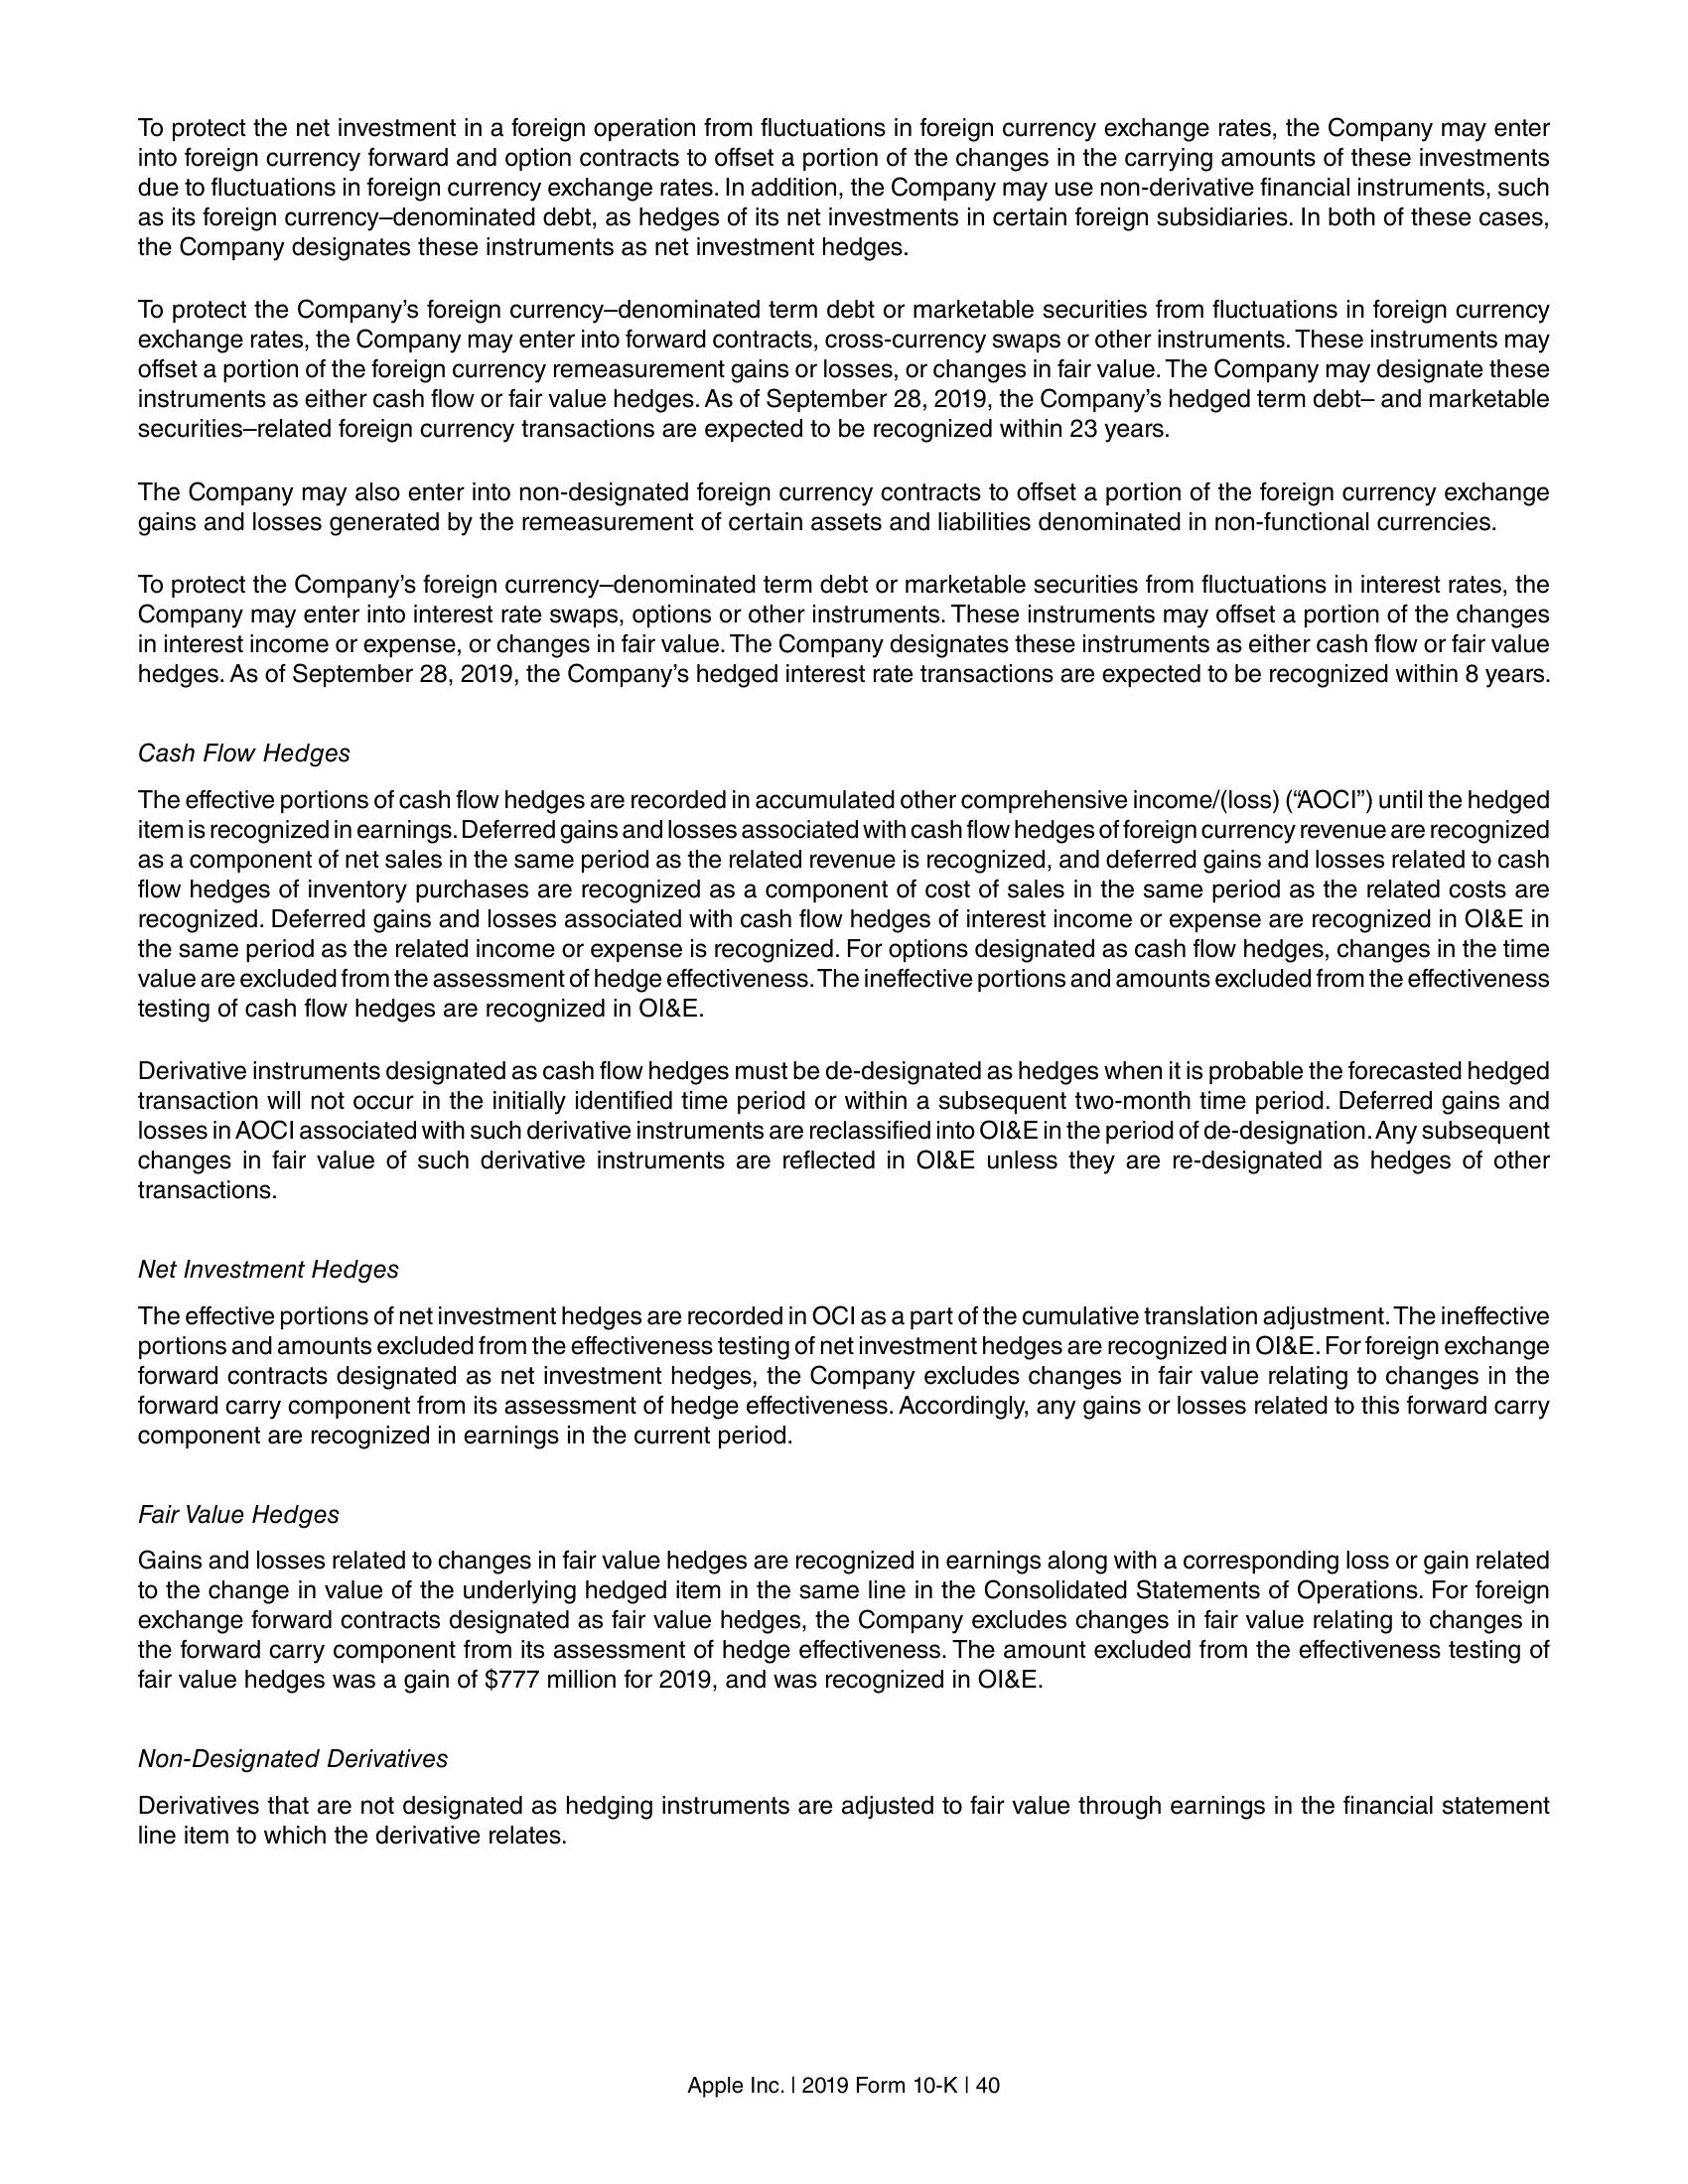 To protect the net investment in a foreign operation from fluctuations in foreign currency exchange rates, the Company may enter
into foreign currency forward and option contracts to offset a portion of the changes in the carrying amounts of these investments
due to fluctuations in foreign currency exchange rates. In addition, the Company may use non-derivative financial instruments, such
as its foreign currency–denominated debt, as hedges of its net investments in certain foreign subsidiaries. In both of these cases,
the Company designates these instruments as net investment hedges.
To protect the Company’s foreign currency–denominated term debt or marketable securities from fluctuations in foreign currency
exchange rates, the Company may enter into forward contracts, cross-currency swaps or other instruments. These instruments may
offset a portion of the foreign currency remeasurement gains or losses, or changes in fair value. The Company may designate these
instruments as either cash flow or fair value hedges. As of September 28, 2019, the Company’s hedged term debt– and marketable
securities–related foreign currency transactions are expected to be recognized within 23 years.
The Company may also enter into non-designated foreign currency contracts to offset a portion of the foreign currency exchange
gains and losses generated by the remeasurement of certain assets and liabilities denominated in non-functional currencies.
To protect the Company’s foreign currency–denominated term debt or marketable securities from fluctuations in interest rates, the
Company may enter into interest rate swaps, options or other instruments. These instruments may offset a portion of the changes
in interest income or expense, or changes in fair value. The Company designates these instruments as either cash flow or fair value
hedges. As of September 28, 2019, the Company’s hedged interest rate transactions are expected to be recognized within 8 years.
Cash Flow Hedges
The effective portions of cash flow hedges are recorded in accumulated other comprehensive income/(loss) (“AOCI”) until the hedged
item is recognized in earnings. Deferred gains and losses associated with cash flow hedges of foreign currency revenue are recognized
as a component of net sales in the same period as the related revenue is recognized, and deferred gains and losses related to cash
flow hedges of inventory purchases are recognized as a component of cost of sales in the same period as the related costs are
recognized. Deferred gains and losses associated with cash flow hedges of interest income or expense are recognized in OI&E in
the same period as the related income or expense is recognized. For options designated as cash flow hedges, changes in the time
value are excluded from the assessment of hedge effectiveness. The ineffective portions and amounts excluded from the effectiveness
testing of cash flow hedges are recognized in OI&E.
Derivative instruments designated as cash flow hedges must be de-designated as hedges when it is probable the forecasted hedged
transaction will not occur in the initially identified time period or within a subsequent two-month time period. Deferred gains and
losses in AOCI associated with such derivative instruments are reclassified into OI&E in the period of de-designation. Any subsequent
changes in fair value of such derivative instruments are reflected in OI&E unless they are re-designated as hedges of other
transactions.
Net Investment Hedges
The effective portions of net investment hedges are recorded in OCI as a part of the cumulative translation adjustment. The ineffective
portions and amounts excluded from the effectiveness testing of net investment hedges are recognized in OI&E. For foreign exchange
forward contracts designated as net investment hedges, the Company excludes changes in fair value relating to changes in the
forward carry component from its assessment of hedge effectiveness. Accordingly, any gains or losses related to this forward carry
component are recognized in earnings in the current period.
Fair Value Hedges
Gains and losses related to changes in fair value hedges are recognized in earnings along with a corresponding loss or gain related
to the change in value of the underlying hedged item in the same line in the Consolidated Statements of Operations. For foreign
exchange forward contracts designated as fair value hedges, the Company excludes changes in fair value relating to changes in
the forward carry component from its assessment of hedge effectiveness. The amount excluded from the effectiveness testing of
fair value hedges was a gain of $777 million for 2019, and was recognized in OI&E.
Non-Designated Derivatives
Derivatives that are not designated as hedging instruments are adjusted to fair value through earnings in the financial statement
line item to which the derivative relates.
Apple Inc. | 2019 Form 10-K | 40